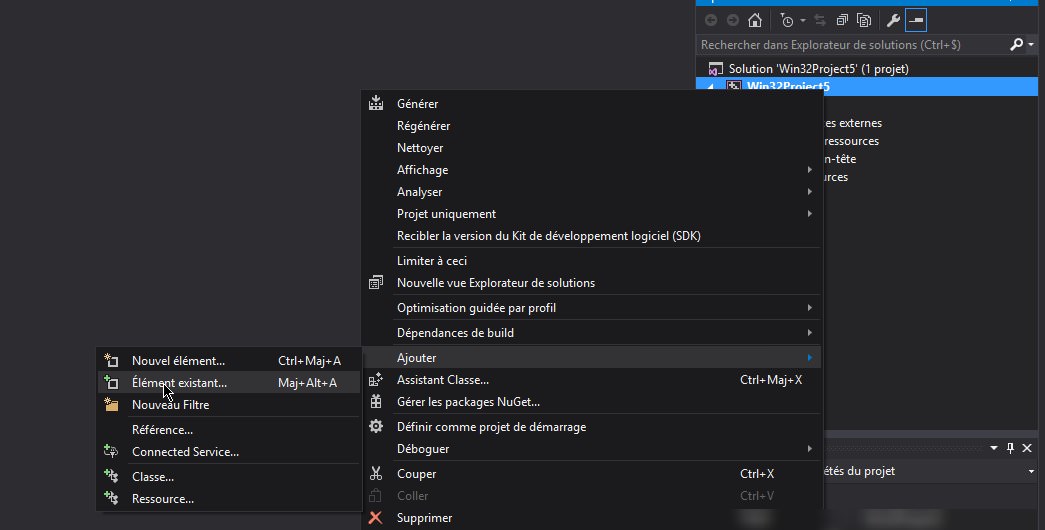 Rechercher dans Explorateur de solutions (Ctrl+$)
Solution 'Win32Project5' (1 projet)
Win32Project5
es externes
ressources
n-tête
urces
Générer
Régénérer
Nettoyer
Affichage
Analyser
Projet uniquement
Recibler la version du Kit de développement logiciel (SDK)
Limiter à ceci
Nouvelle vue Explorateur de solutions
Optimisation guidée par profil
Dépendances de build
Ajouter
Assistant Classe... Ctrl+Maj+X
Gérer les packages NuGet...
Définir comme projet de démarrage
Déboguer
Couper Ctrl+X
Coller Ctrl+V
Supprimer
Nouvel élément... Ctrl+Maj+A
Élément existant... Maj+Alt+A
Nouveau Filtre
Référence...
Connected Service...
Classe...
Ressource...
étés du projet